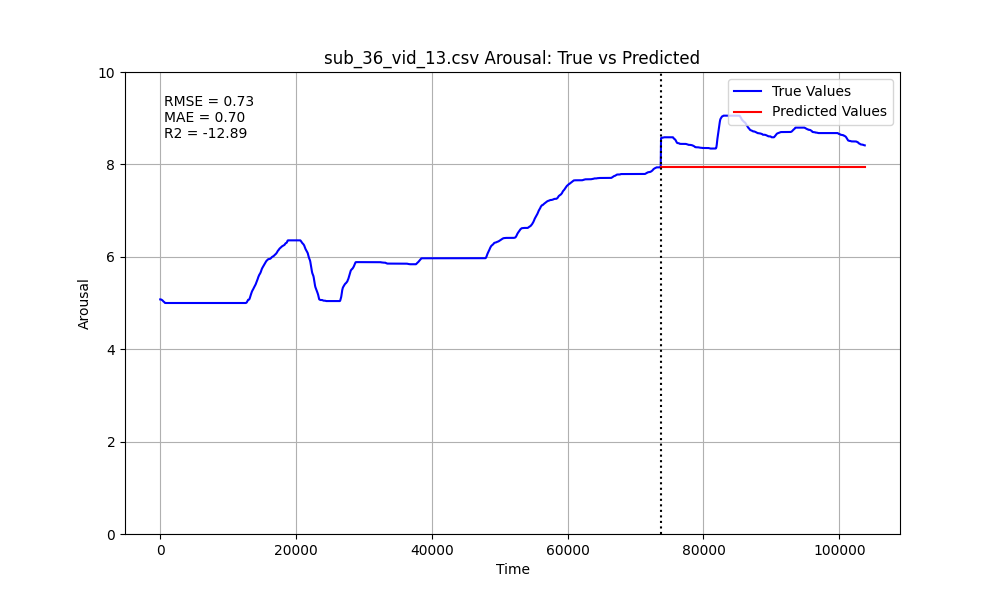 sub_36_vid_13.csv Arousal: True vs Predicted
RMSE = 0.73
MAE = 0.70
R2 = -12.89
True Values
Predicted Values
10
8
6
4
2
0
Arousal
0
20000
40000
60000
80000
100000
Time